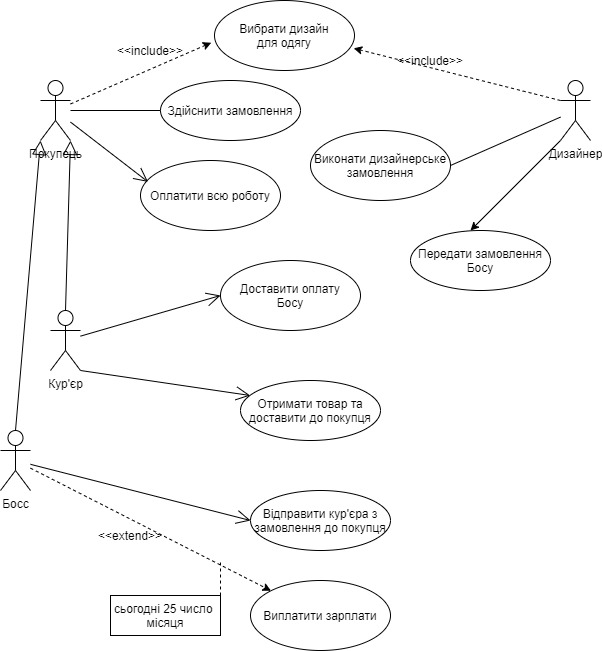 Вибрати дизайн
для одягу
<<include>>
<<include>>
Здійснити замовлення
Покупець
Дизайнер
Виконати дизайнерське
замовлення
Оплатити всю роботу
Передати замовлення
Босу
Доставити оплату
Босу
Кур'єр
Отримати товар та
доставити до покупця
Босс
Відправити кур'єра з
замовлення до покупця
<<extend>>
сьогодні 25 число
місяця
Виплатити зарплати